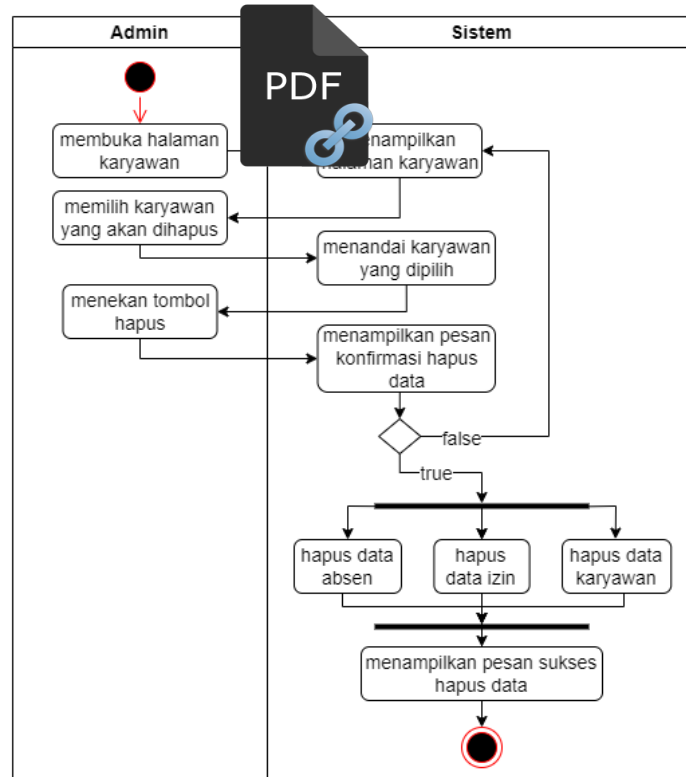 Admin
Sistem
PDF
membuka halaman
karyawan
karyawan
memilih karyawan
yang akan dihapus
menandai karyawan
yang dipilih
menekan tombol
hapus
menampilkan pesan
konfirmasi hapus
data
false
true
hapus data
absen
hapus
data izin
hapus data
karyawan
menampilkan pesan sukses
hapus data